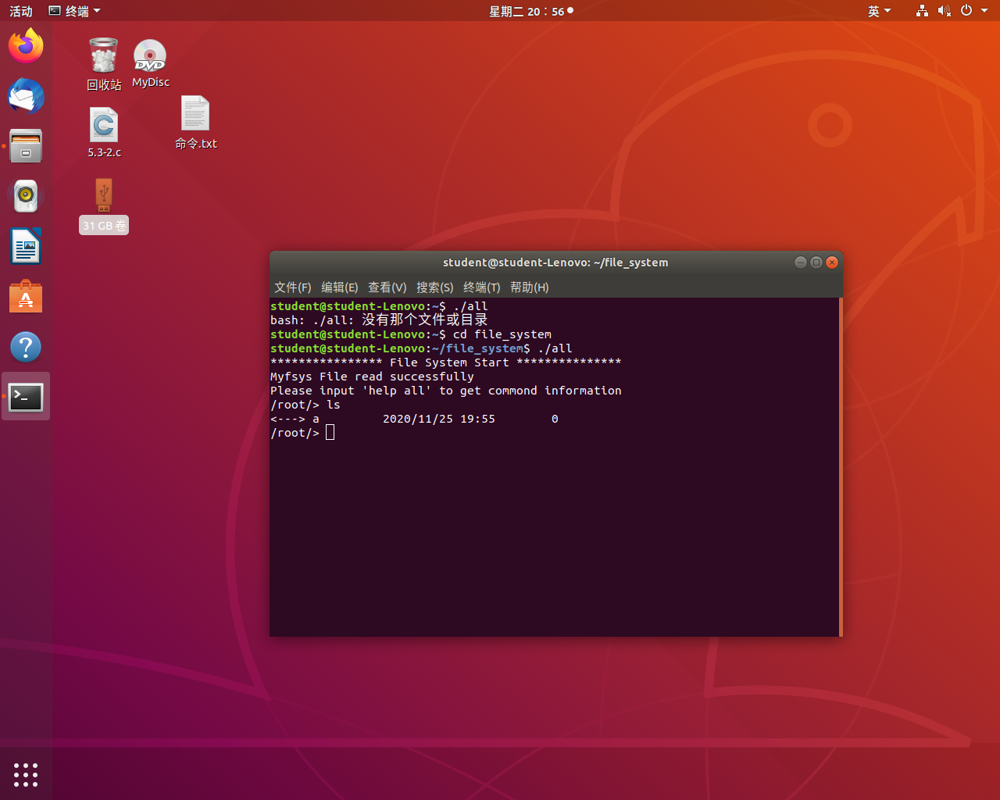 活动 终端 星期二 20：56 英
回收站 MyDisc
5.3-2.c 命令.txt
31 GB 卷
student@student-Lenovo: ~/file_system
文件(F) 编辑(E) 查看(V) 搜索(S) 终端(T) 帮助(H)
student@student-Lenovo:~$ ./all
bash: ./all: 没有那个文件或目录
student@student-Lenovo:~$ cd file_system
student@student-Lenovo:~/file_system$ ./all
**************** File System Start ***************
Myfsys File read successfully
Please input 'help all' to get commond information
/root/> ls
<---> a         2020/11/25 19:55        0
/root/>